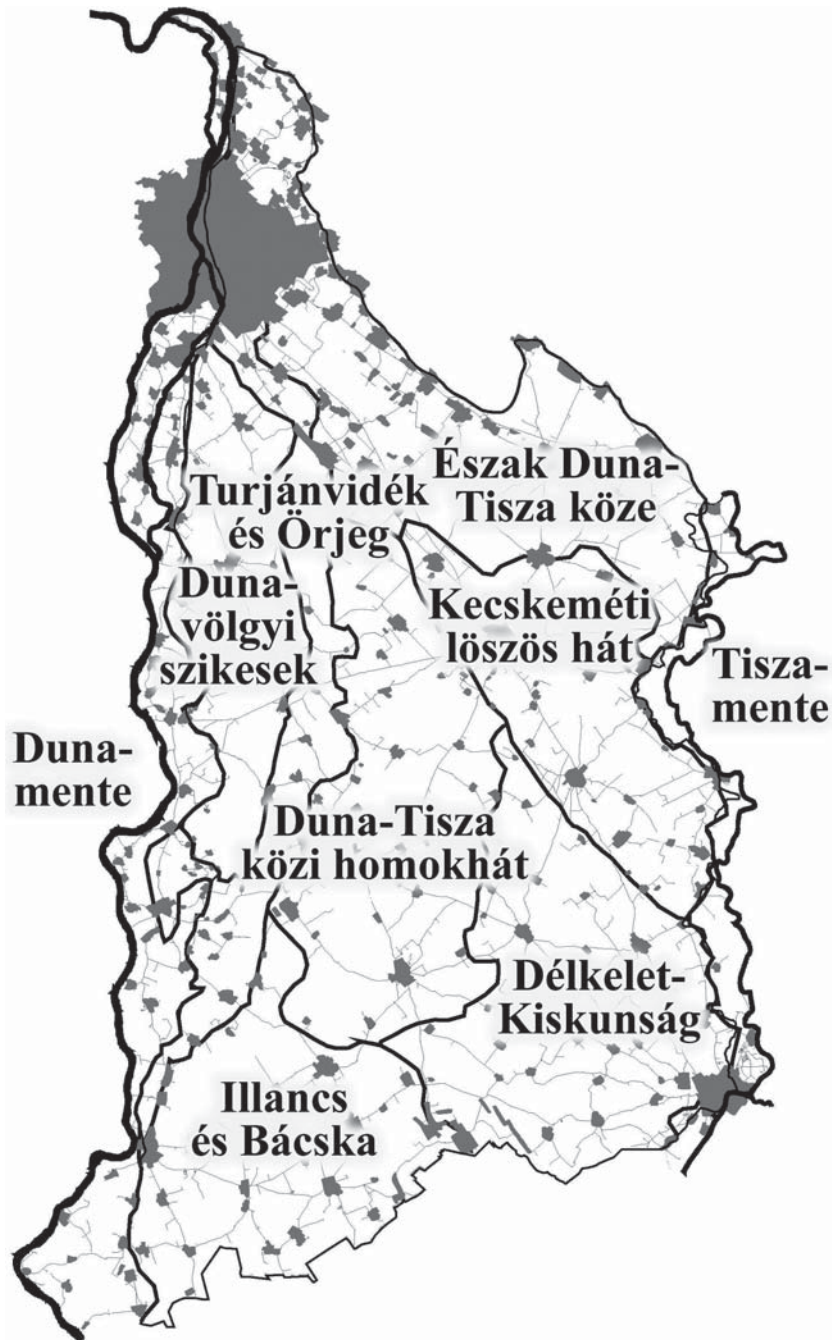 Észak Duna-
Tisza köze
Turjánvidék
és Őrjeg
Duna-
völgyi
szikesek
Kecskeméti
löszös hát
Tisza-
mente
Duna-
mente
Duna-Tisza
közi homokhát
Délkelet-
Kiskunság
Illancs
és Bácska